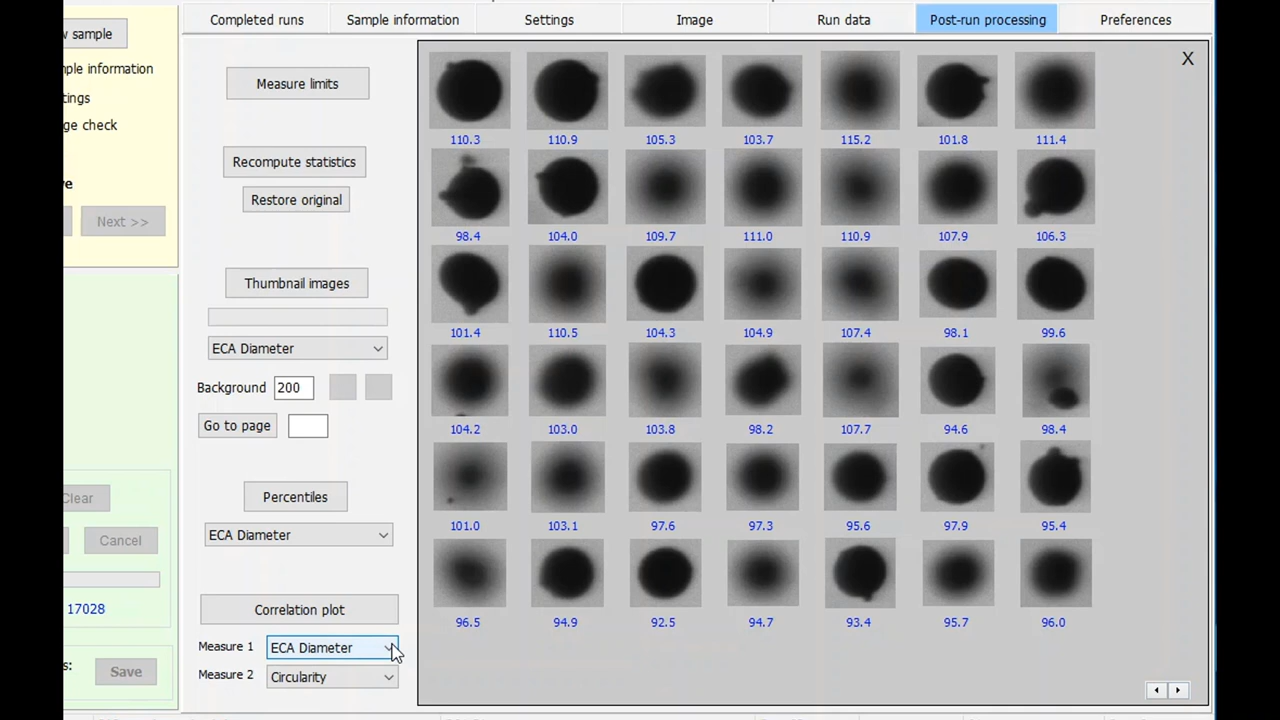 Completed runs
Sample information
Settings
Image
Run data
Post-run processing
Preferences
w sample
mple information
tings
ge check
ve
Next >>
Clear
Cancel
17028
s:
Save
Measure limits
Recompute statistics
Restore original
Thumbnail images
ECA Diameter
Background 200
Go to page
Percentiles
ECA Diameter
Correlation plot
Measure 1 ECA Diameter
Measure 2 Circularity
X
110.3 110.9 105.3 103.7 115.2 101.8 111.4
98.4 104.0 109.7 111.0 110.9 107.9 106.3
101.4 110.5 104.3 104.9 107.4 98.1 99.6
104.2 103.0 103.8 98.2 107.7 94.6 98.4
101.0 103.1 97.6 97.3 95.6 97.9 95.4
96.5 94.9 92.5 94.7 93.4 95.7 96.0